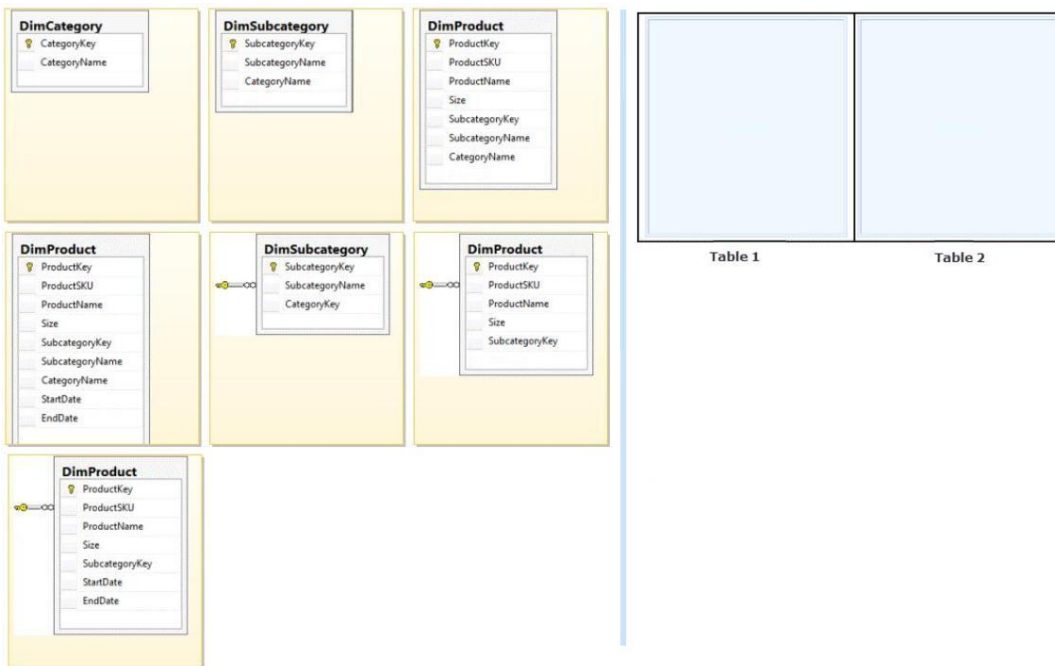 DimCategory
CategoryKey
CategoryName
DimSubcategory
SubcategoryKey
SubcategoryName
CategoryName
DimProduct
ProductKey
ProductSKU
ProductName
Size
SubcategoryKey
SubcategoryName
CategoryName
DimProduct
ProductKey
ProductSKU
ProductName
Size
SubcategoryKey
SubcategoryName
CategoryName
StartDate
EndDate
DimSubcategory
SubcategoryKey
SubcategoryName
CategoryKey
DimProduct
ProductKey
ProductSKU
ProductName
Size
SubcategoryKey
DimProduct
ProductKey
ProductSKU
ProductName
Size
SubcategoryKey
StartDate
EndDate
Table 1
Table 2